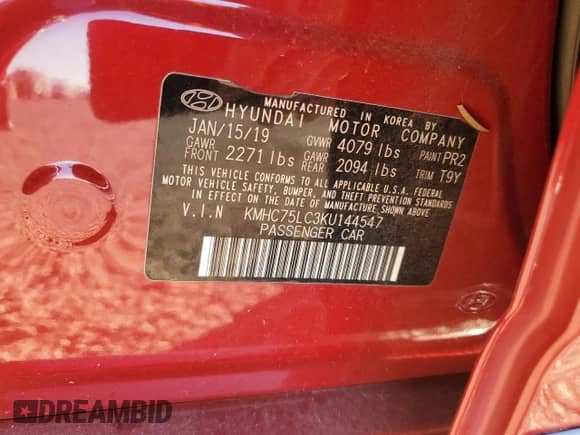 MANUFACTURED IN KOREA BY
HYUNDAI MOTOR COMPANY
JAN/15/19 GVWR 4079 lbs PAINT PR2
GAWR FRONT 2271 lbs GAWR REAR 2094 lbs TRIM T9Y
THIS VEHICLE CONFORMS TO ALL APPLICABLE U.S.A. FEDERAL
MOTOR VEHICLE SAFETY, BUMPER, AND THEFT PREVENTION STANDARDS
IN EFFECT ON THE DATE OF MANUFACTURE SHOWN ABOVE.
V.I.N KMHC75LC3KU144547
PASSENGER CAR
DREAMBID